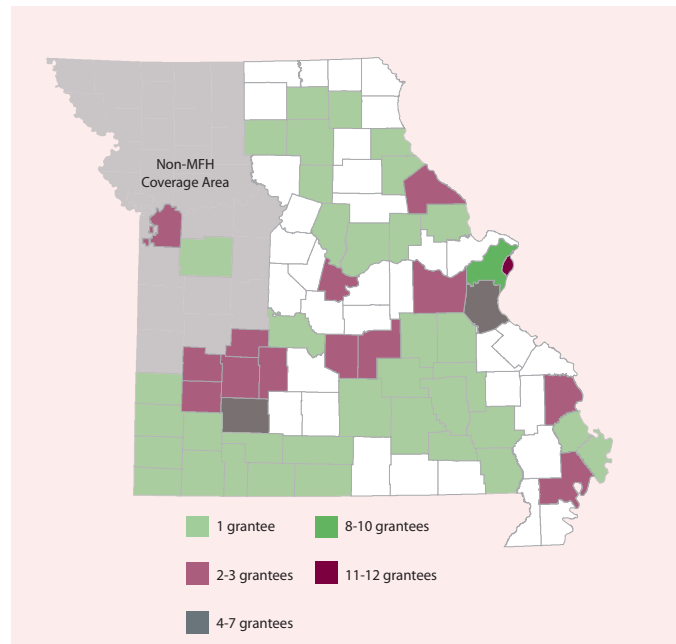 Non-MFH
Coverage Area
1 grantee
8-10 grantees
2-3 grantees
11-12 grantees
4-7 grantees